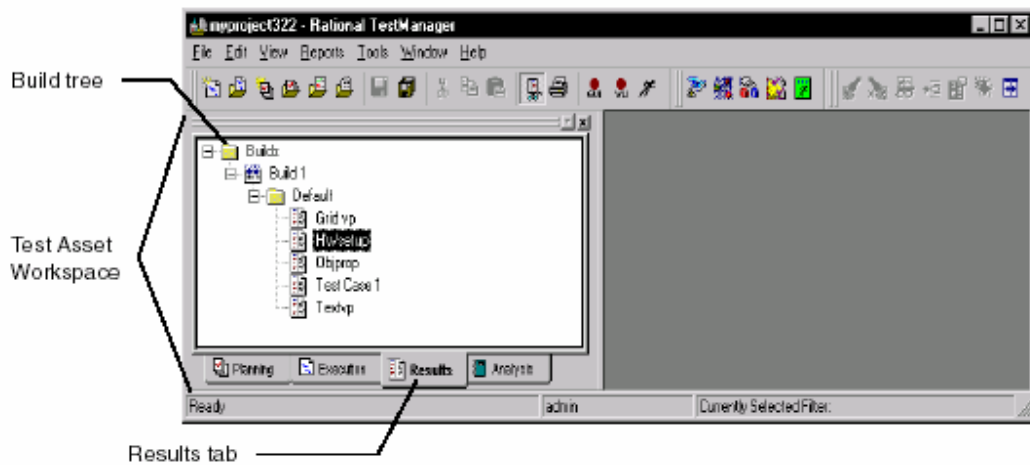 myproject322 - Rational TestManager
File Edit View Reports Tools Window Help
Build tree
Builds
Build 1
Default
Grid vp
Hwsetup
Objprop
Test Case 1
Textvp
Test Asset
Workspace
Planning Execution Results Analysis
Ready admin Currently Selected Filter:
Results tab